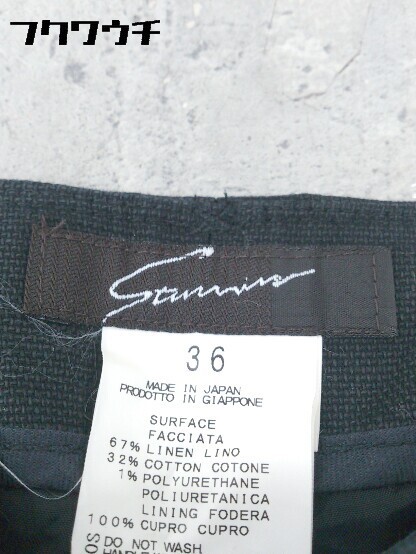 フクワウチ
36
MADE IN JAPAN
PRODOTTO IN GIAPPONE
SURFACE
FACCIATA
67% LINEN LINO
32% COTTON COTONE
1% POLYURETHANE
POLIURETANICA
LINING FODERA
100% CUPRO CUPRO
DO NOT WASH